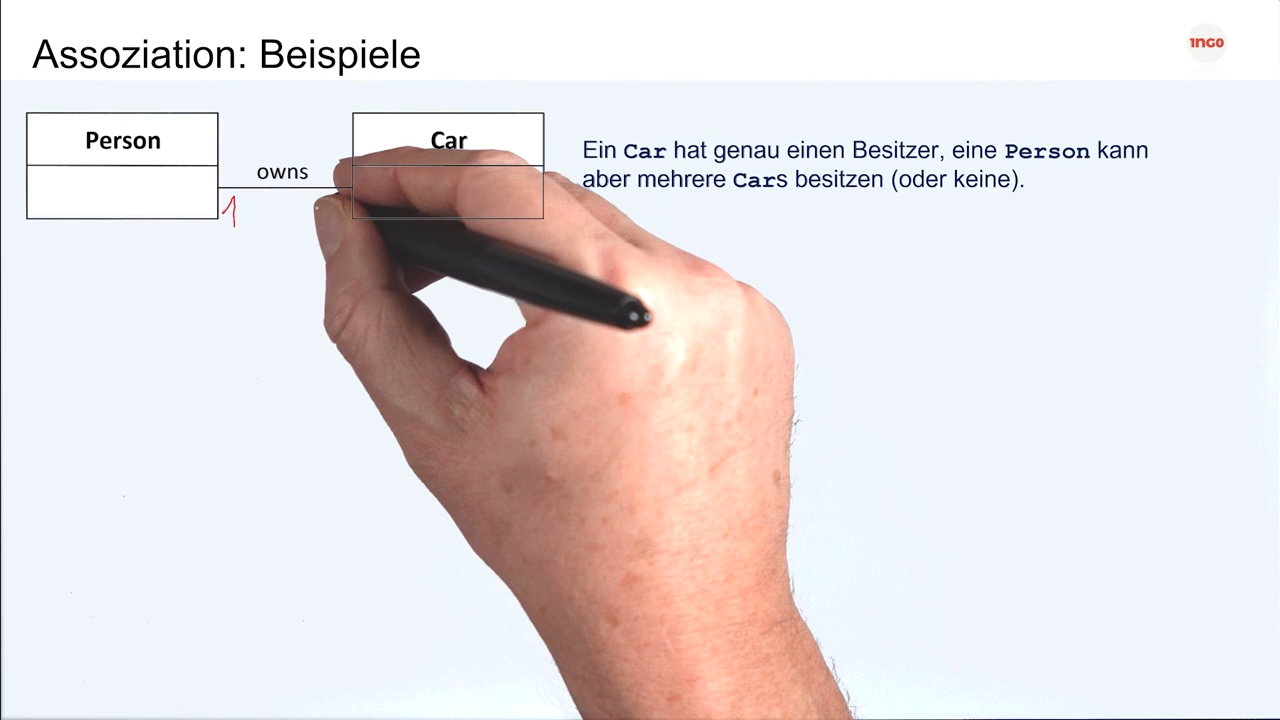 Assoziation: Beispiele
1NGO
Person
owns
Car
1
Ein Car hat genau einen Besitzer, eine Person kann
aber mehrere Cars besitzen (oder keine).